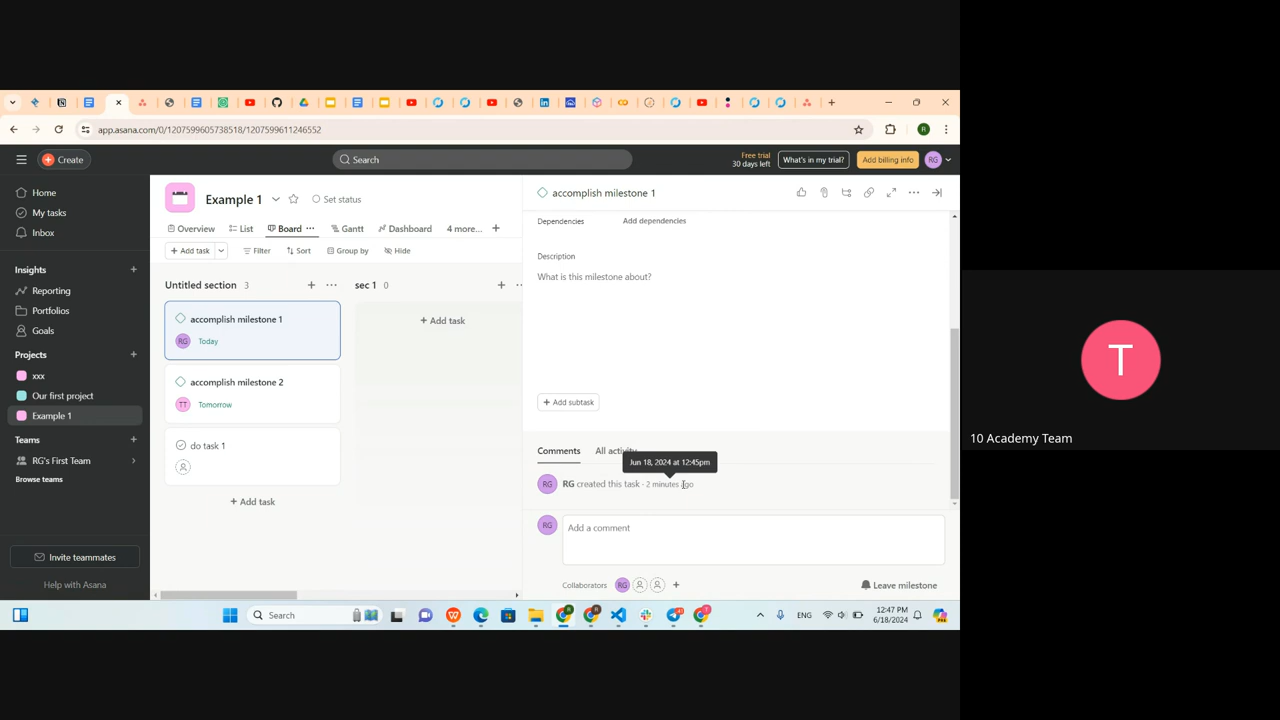 app.asana.com/0/1207599605738518/1207599611246552
Create
Search
Free trial
30 days left
What's in my trial?
Add billing info
RG
Home
My tasks
Inbox
Insights
Reporting
Portfolios
Goals
Projects
xxx
Our first project
Example 1
Teams
RG's First Team
Browse teams
Invite teammates
Help with Asana
Example 1
Set status
Overview
List
Board
Gantt
Dashboard
4 more...
Add task
Filter
Sort
Group by
Hide
Untitled section 3
accomplish milestone 1
RG Today
accomplish milestone 2
TT Tomorrow
do task 1
+ Add task
sec 1 0
+ Add task
accomplish milestone 1
Dependencies Add dependencies
Description
What is this milestone about?
+ Add subtask
Comments All activity
Jun 18, 2024 at 12:45pm
RG RG created this task · 2 minutes ago
RG Add a comment
Collaborators RG
Leave milestone
Search
ENG
12:47 PM
6/18/2024
T
10 Academy Team